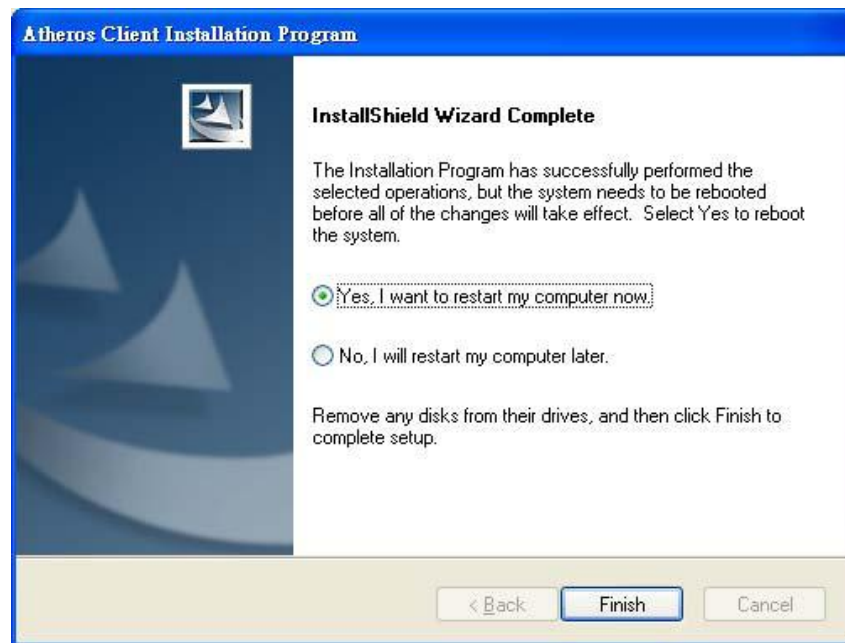 Atheros Client Installation Program
InstallShield Wizard Complete
The Installation Program has successfully performed the
selected operations, but the system needs to be rebooted
before all of the changes will take effect. Select Yes to reboot
the system.
Yes, I want to restart my computer now.
No, I will restart my computer later.
Remove any disks from their drives, and then click Finish to
complete setup.
< Back Finish Cancel